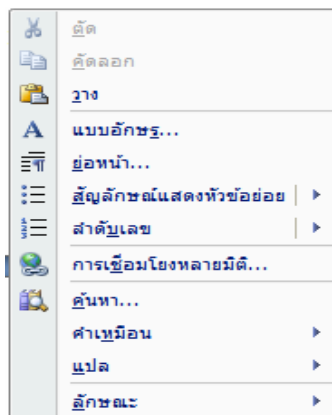 ตัด
คัดลอก
วาง
แบบอักษร...
ย่อหน้า...
สัญลักษณ์แสดงหัวข้อย่อย
ลำดับเลข
การเชื่อมโยงหลายมิติ...
ค้นหา...
คำเหมือน
แปล
ลักษณะ